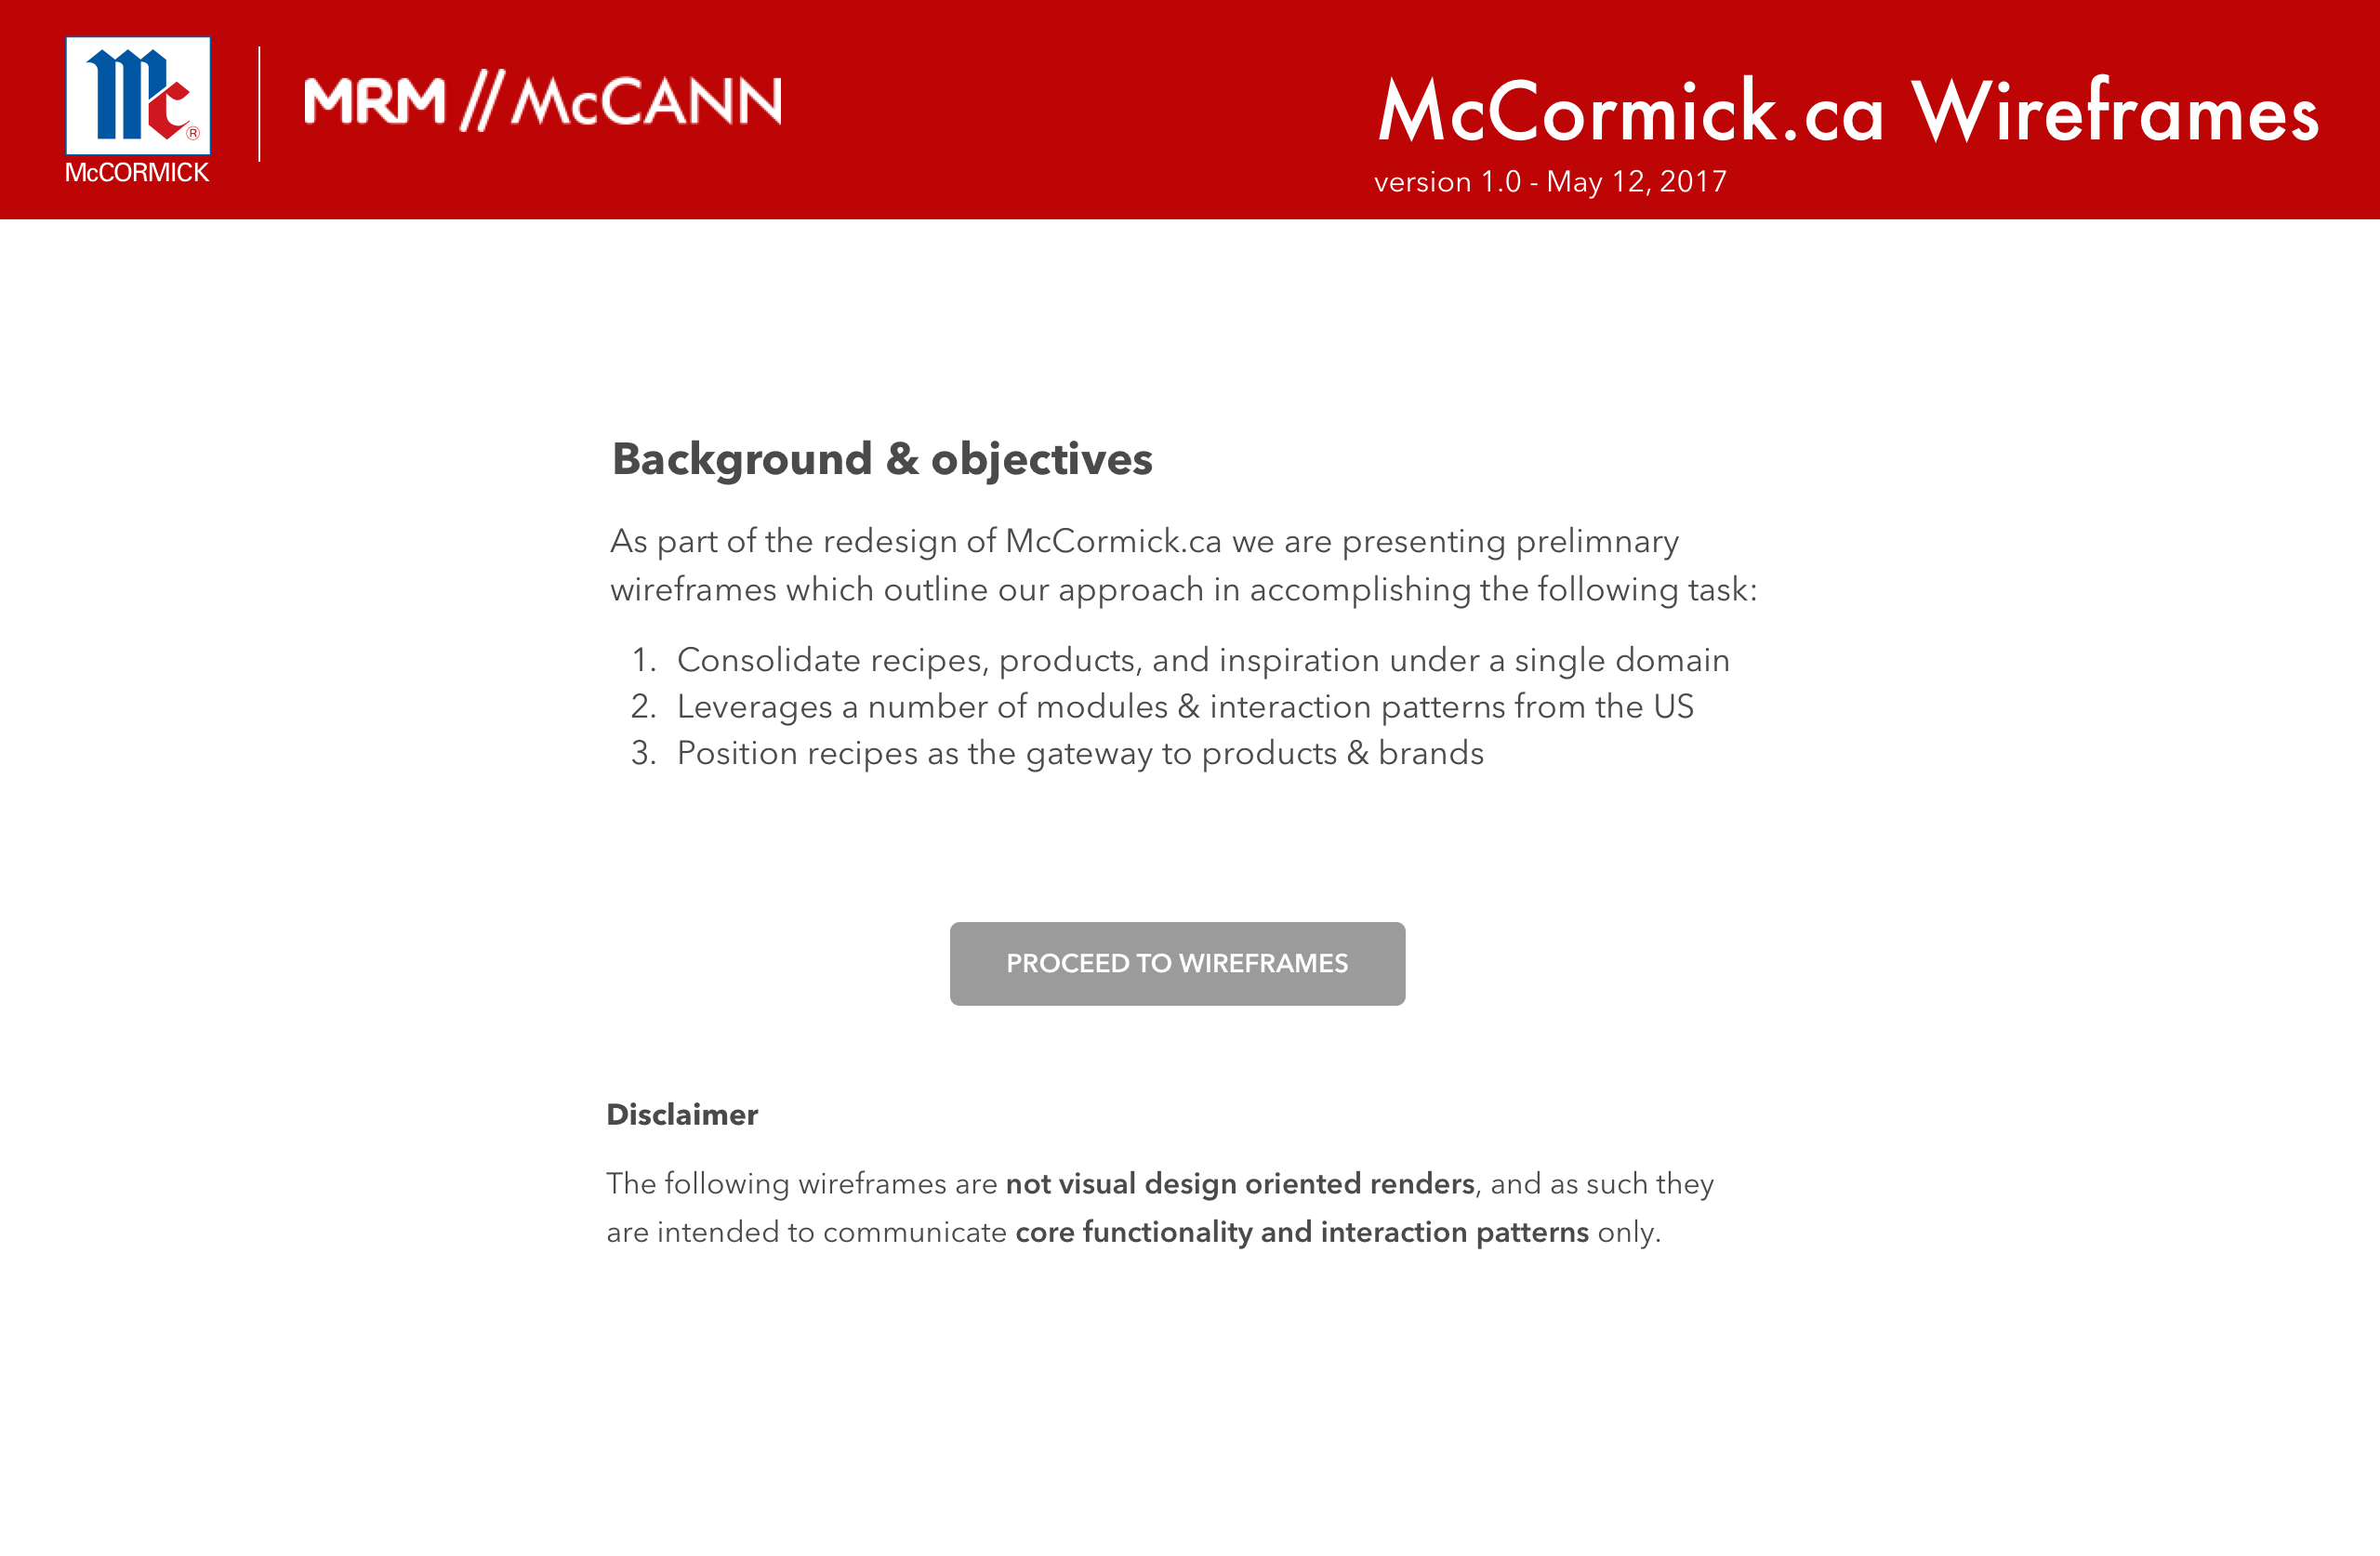 Mc ®
McCORMICK
MRM // McCANN
McCormick.ca Wireframes
version 1.0 - May 12, 2017
Background & objectives
As part of the redesign of McCormick.ca we are presenting prelimnary
wireframes which outline our approach in accomplishing the following task:
1. Consolidate recipes, products, and inspiration under a single domain
2. Leverages a number of modules & interaction patterns from the US
3. Position recipes as the gateway to products & brands
PROCEED TO WIREFRAMES
Disclaimer
The following wireframes are not visual design oriented renders, and as such they
are intended to communicate core functionality and interaction patterns only.